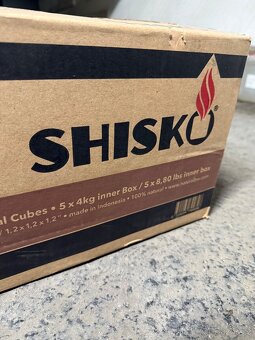 SHISKO®
al Cubes • 5 x 4kg inner Box / 5 x 8,80 lbs inner box
/ 1.2 x 1.2 x 1.2" • made in Indonesia • 100% natural •